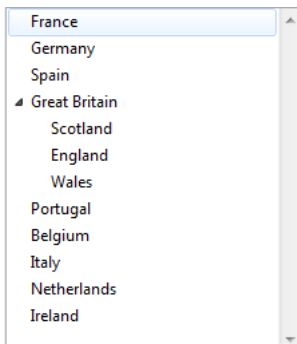 France
Germany
Spain
Great Britain
Scotland
England
Wales
Portugal
Belgium
Italy
Netherlands
Ireland